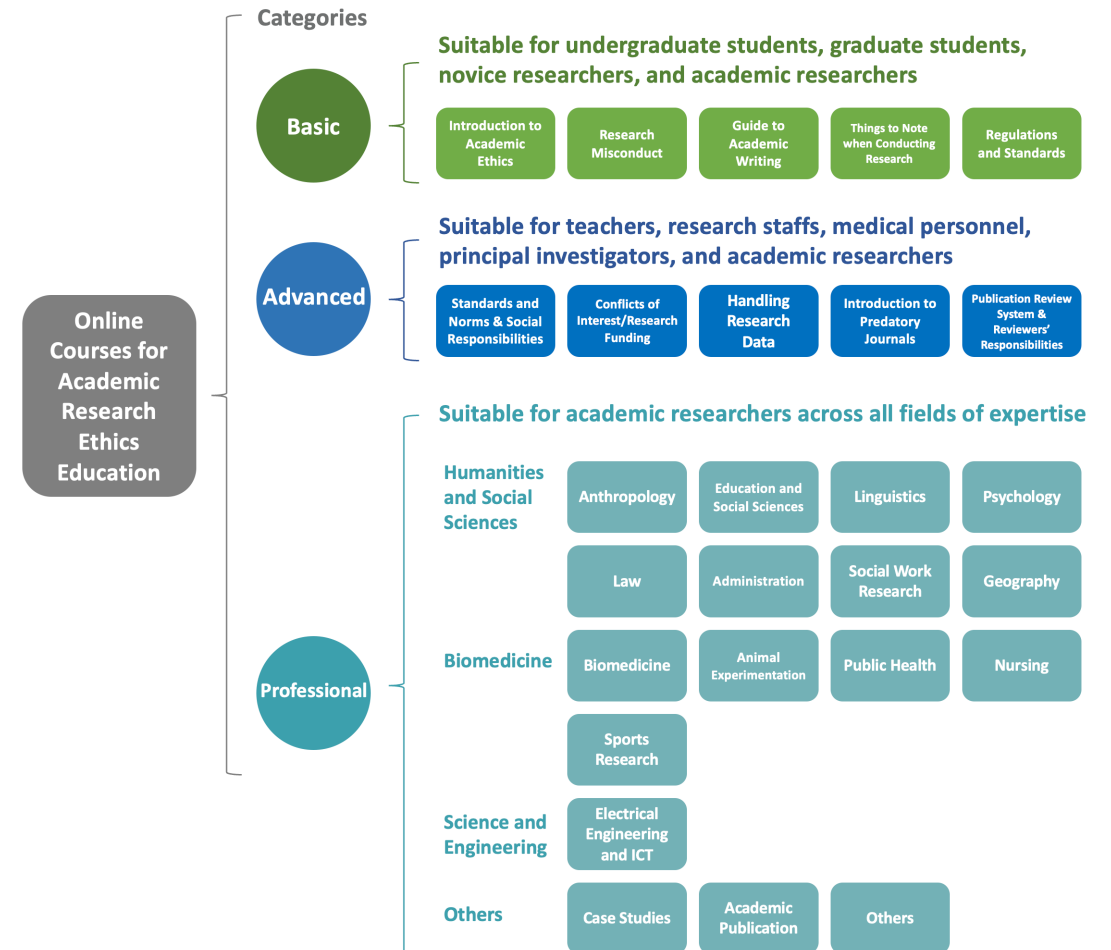 Categories
Online
Courses for
Academic
Research
Ethics
Education
Basic
Suitable for undergraduate students, graduate students,
novice researchers, and academic researchers
Introduction to
Academic
Ethics
Research
Misconduct
Guide to
Academic
Writing
Things to Note
when Conducting
Research
Regulations
and Standards
Advanced
Suitable for teachers, research staffs, medical personnel,
principal investigators, and academic researchers
Standards and
Norms & Social
Responsibilities
Conflicts of
Interest/Research
Funding
Handling
Research
Data
Introduction to
Predatory
Journals
Publication Review
System &
Reviewers’
Responsibilities
Professional
Suitable for academic researchers across all fields of expertise
Humanities
and Social
Sciences
Anthropology
Education and
Social Sciences
Linguistics
Psychology
Law
Administration
Social Work
Research
Geography
Biomedicine
Biomedicine
Animal
Experimentation
Public Health
Nursing
Sports
Research
Science and
Engineering
Electrical
Engineering
and ICT
Others
Case Studies
Academic
Publication
Others